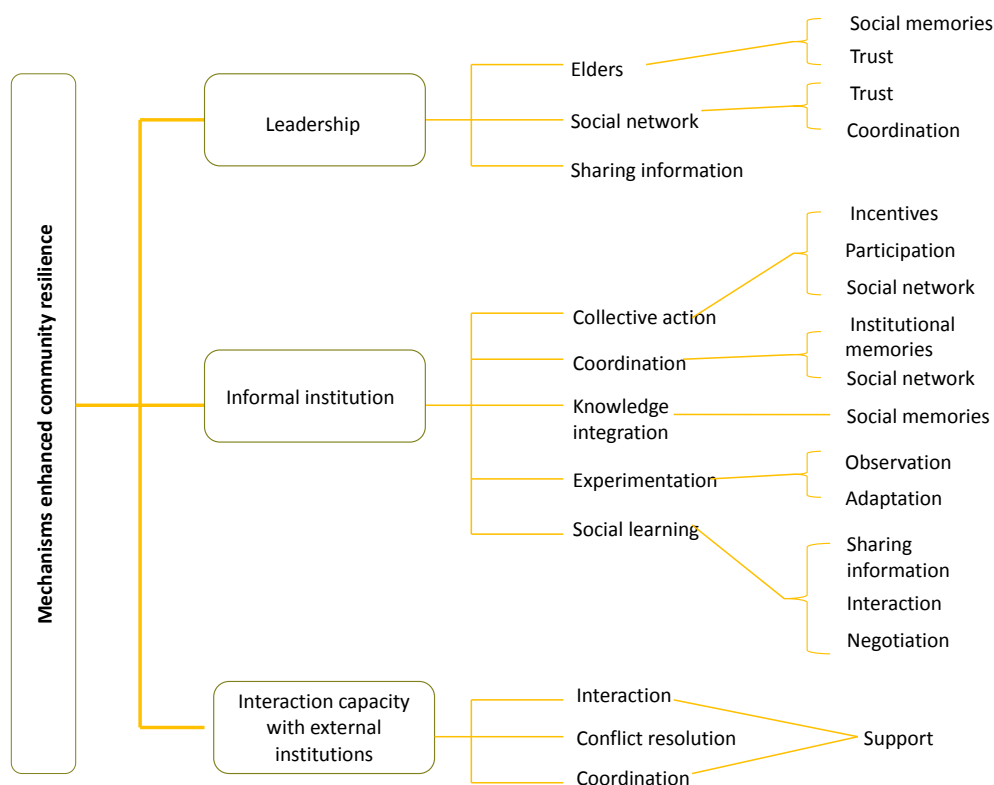 Mechanisms enhanced community resilience
Leadership
Elders
Social memories
Trust
Social network
Trust
Coordination
Sharing information
Informal institution
Collective action
Incentives
Participation
Social network
Coordination
Institutional
memories
Social network
Knowledge
integration
Social memories
Experimentation
Observation
Adaptation
Social learning
Sharing
information
Interaction
Negotiation
Interaction capacity
with external
institutions
Interaction
Conflict resolution
Coordination
Support